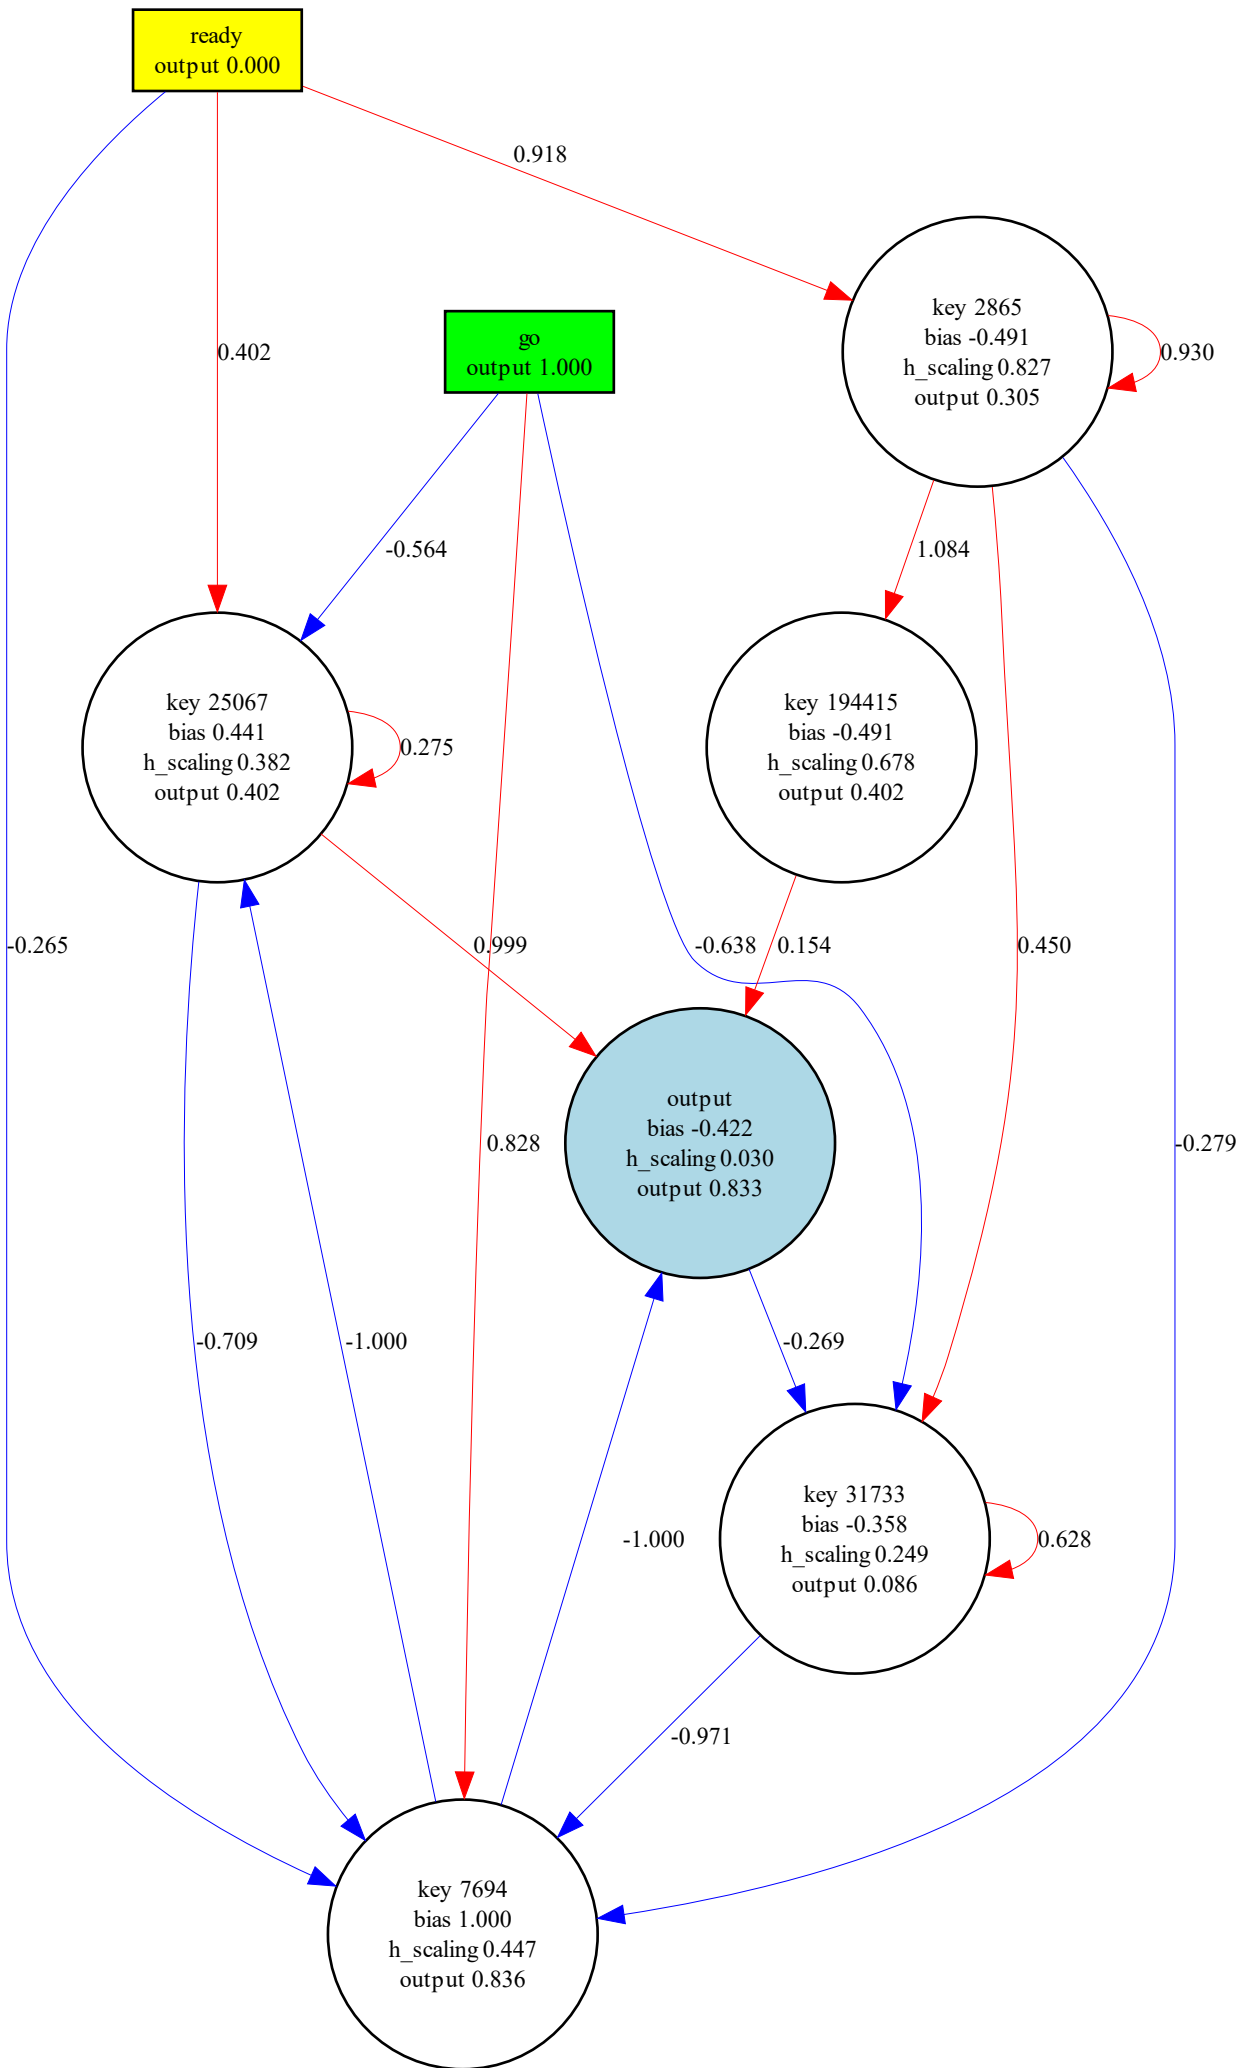 ready
output 0.000
0.918
go
output 1.000
key 2865
bias -0.491
h_scaling 0.827
output 0.305
0.402
0.930
-0.564
1.084
key 25067
bias 0.441
h_scaling 0.382
output 0.402
0.275
key 194415
bias -0.491
h_scaling 0.678
output 0.402
-0.265
0.999
-0.638
0.154
0.450
output
bias -0.422
h_scaling 0.030
output 0.833
0.828
-0.279
-0.709
-1.000
-0.269
-1.000
key 31733
bias -0.358
h_scaling 0.249
output 0.086
0.628
-0.971
key 7694
bias 1.000
h_scaling 0.447
output 0.836